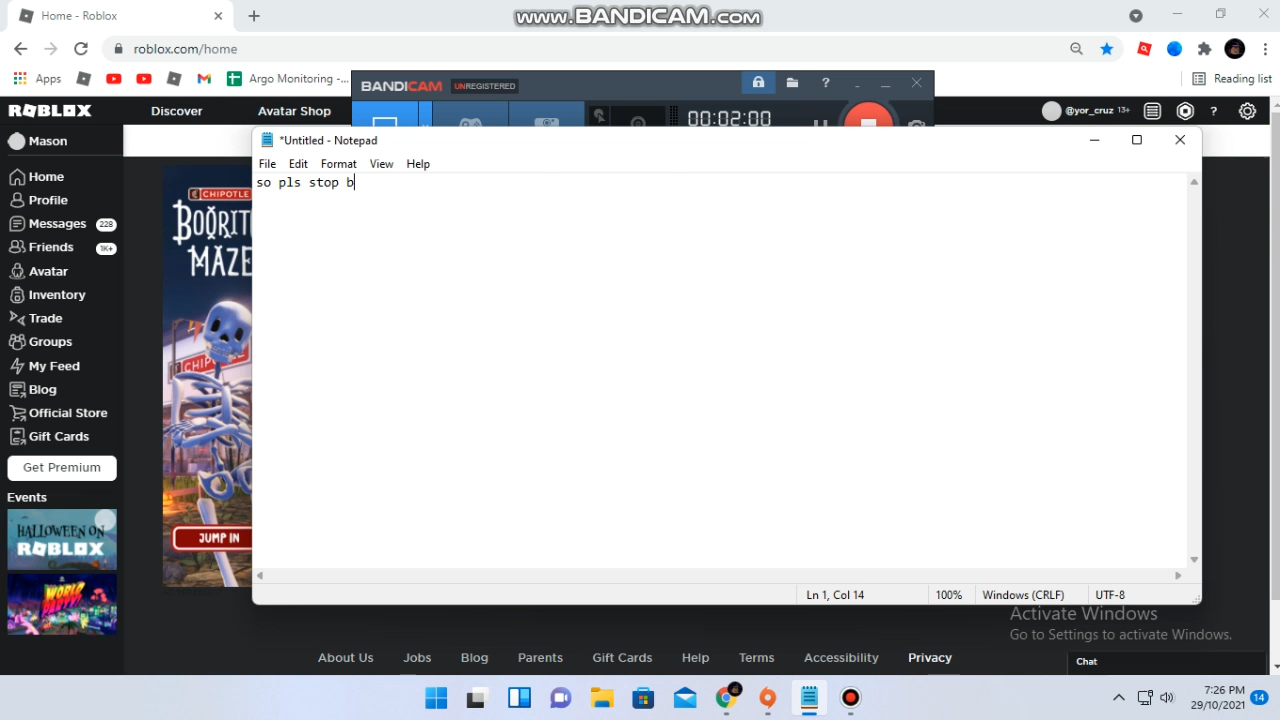 Home - Roblox
www.BANDICAM.com
roblox.com/home
Apps
Argo Monitoring -...
Reading list
BANDICAM UNREGISTERED
00:02:00
ROBLOX
Discover
Avatar Shop
@yor_cruz 13+
Mason
*Untitled - Notepad
File Edit Format View Help
so pls stop b
Home
Profile
Messages 228
Friends 1K+
Avatar
Inventory
Trade
Groups
My Feed
Blog
Official Store
Gift Cards
Get Premium
Events
HALLOWEEN ON
ROBLOX
WORLD
PARTY
CHIPOTLE
BOORIT
MAZE
CHIPO
JUMP IN
Ln 1, Col 14
100%
Windows (CRLF)
UTF-8
Activate Windows
Go to Settings to activate Windows.
About Us Jobs Blog Parents Gift Cards Help Terms Accessibility Privacy
Chat
7:26 PM
29/10/2021
14